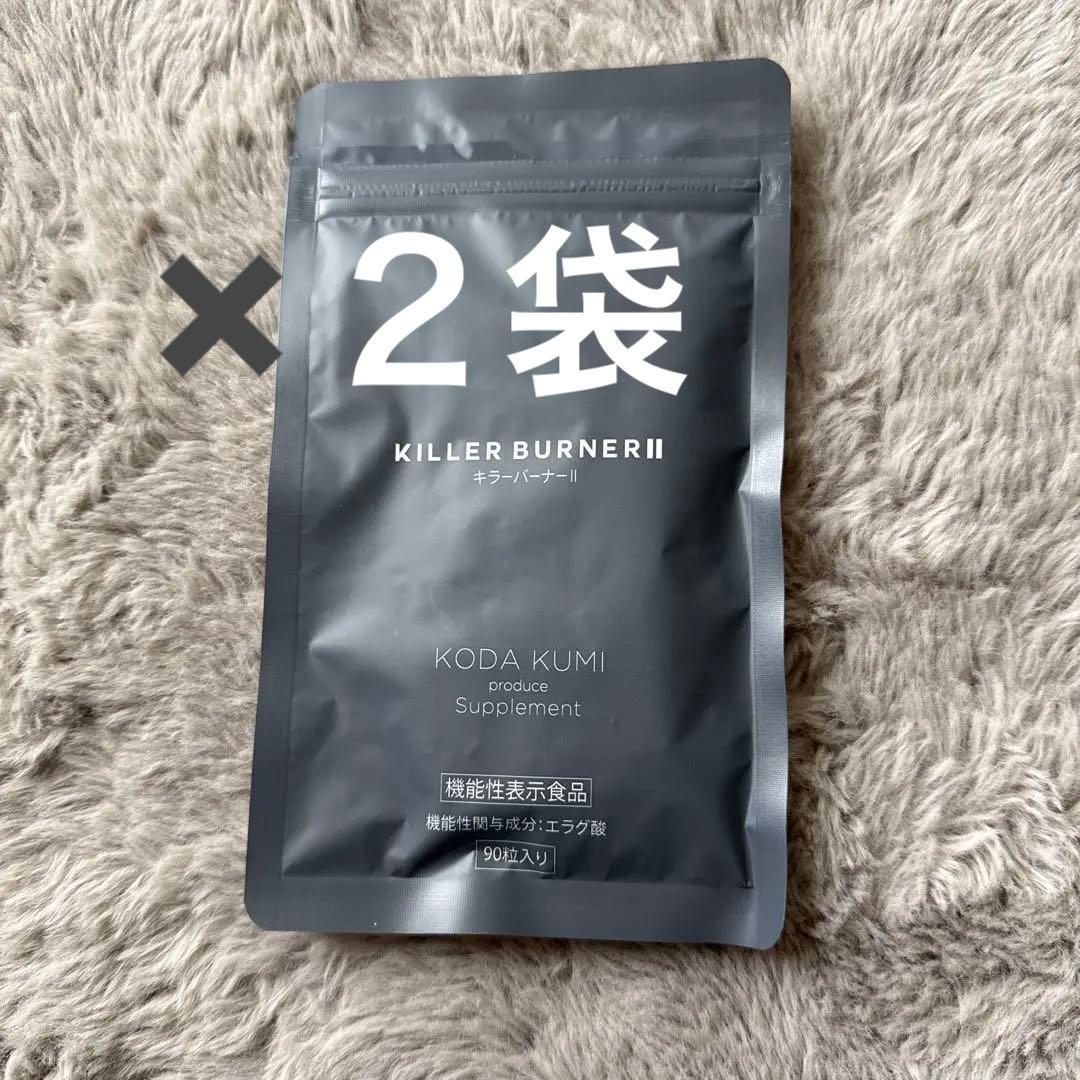 ✖２袋
KILLER BURNERⅡ
キラーバーナーⅡ
KODA KUMI
produce
Supplement
機能性表示食品
機能性関与成分：エラグ酸
90粒入り